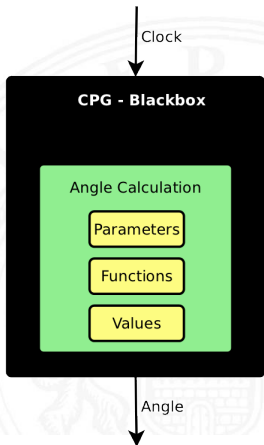 Clock
CPG - Blackbox
Angle Calculation
Parameters
Functions
Values
Angle